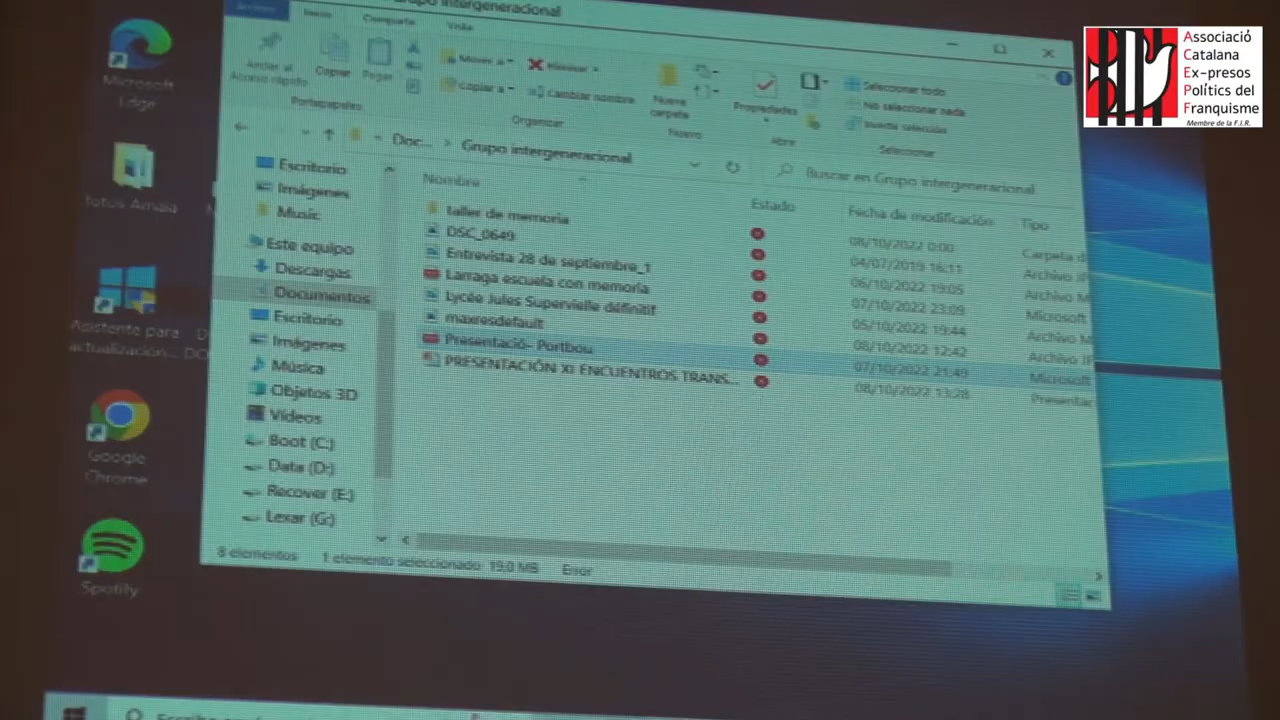 Grupo intergeneracional
Archivo
Inicio
Compartir
Vista
Anclar al
Acceso rápido
Copiar
Pegar
Mover a
Copiar a
Eliminar
Cambiar nombre
Nueva
carpeta
Propiedades
Seleccionar todo
No seleccionar nada
Invertir selección
Portapapeles
Organizar
Nuevo
Abrir
Seleccionar
Doc... > Grupo intergeneracional
Buscar en Grupo intergeneracional
Nombre
Estado
Fecha de modificación
Tipo
taller de memoria 08/10/2022 0:00 Carpeta d
DSC_0649 04/07/2019 16:11 Archivo JP
Entrevista 28 de septiembre_1 06/10/2022 19:05 Archivo M
Larraga escuela con memoria 07/10/2022 23:09 Microsoft
Lycée Jules Supervielle définitif 05/10/2022 19:44 Archivo M
maxresdefault 08/10/2022 12:42 Archivo JP
Presentació- Portbou 07/10/2022 21:49 Microsoft
PRESENTACIÓN XI ENCUENTROS TRANS... 08/10/2022 13:28 Presentac
Escritorio
Imágenes
Music
Este equipo
Descargas
Documentos
Escritorio
Imágenes
Música
Objetos 3D
Vídeos
Boot (C:)
Data (D:)
Recover (E:)
Lexar (G:)
8 elementos 1 elemento seleccionado 19,0 MB Error
Microsoft
Edge
fotos Amaia
Asistente para
actualización...
Google
Chrome
Spotify
Associació
Catalana
Ex-presos
Polítics del
Franquisme
Membre de la F.I.R.